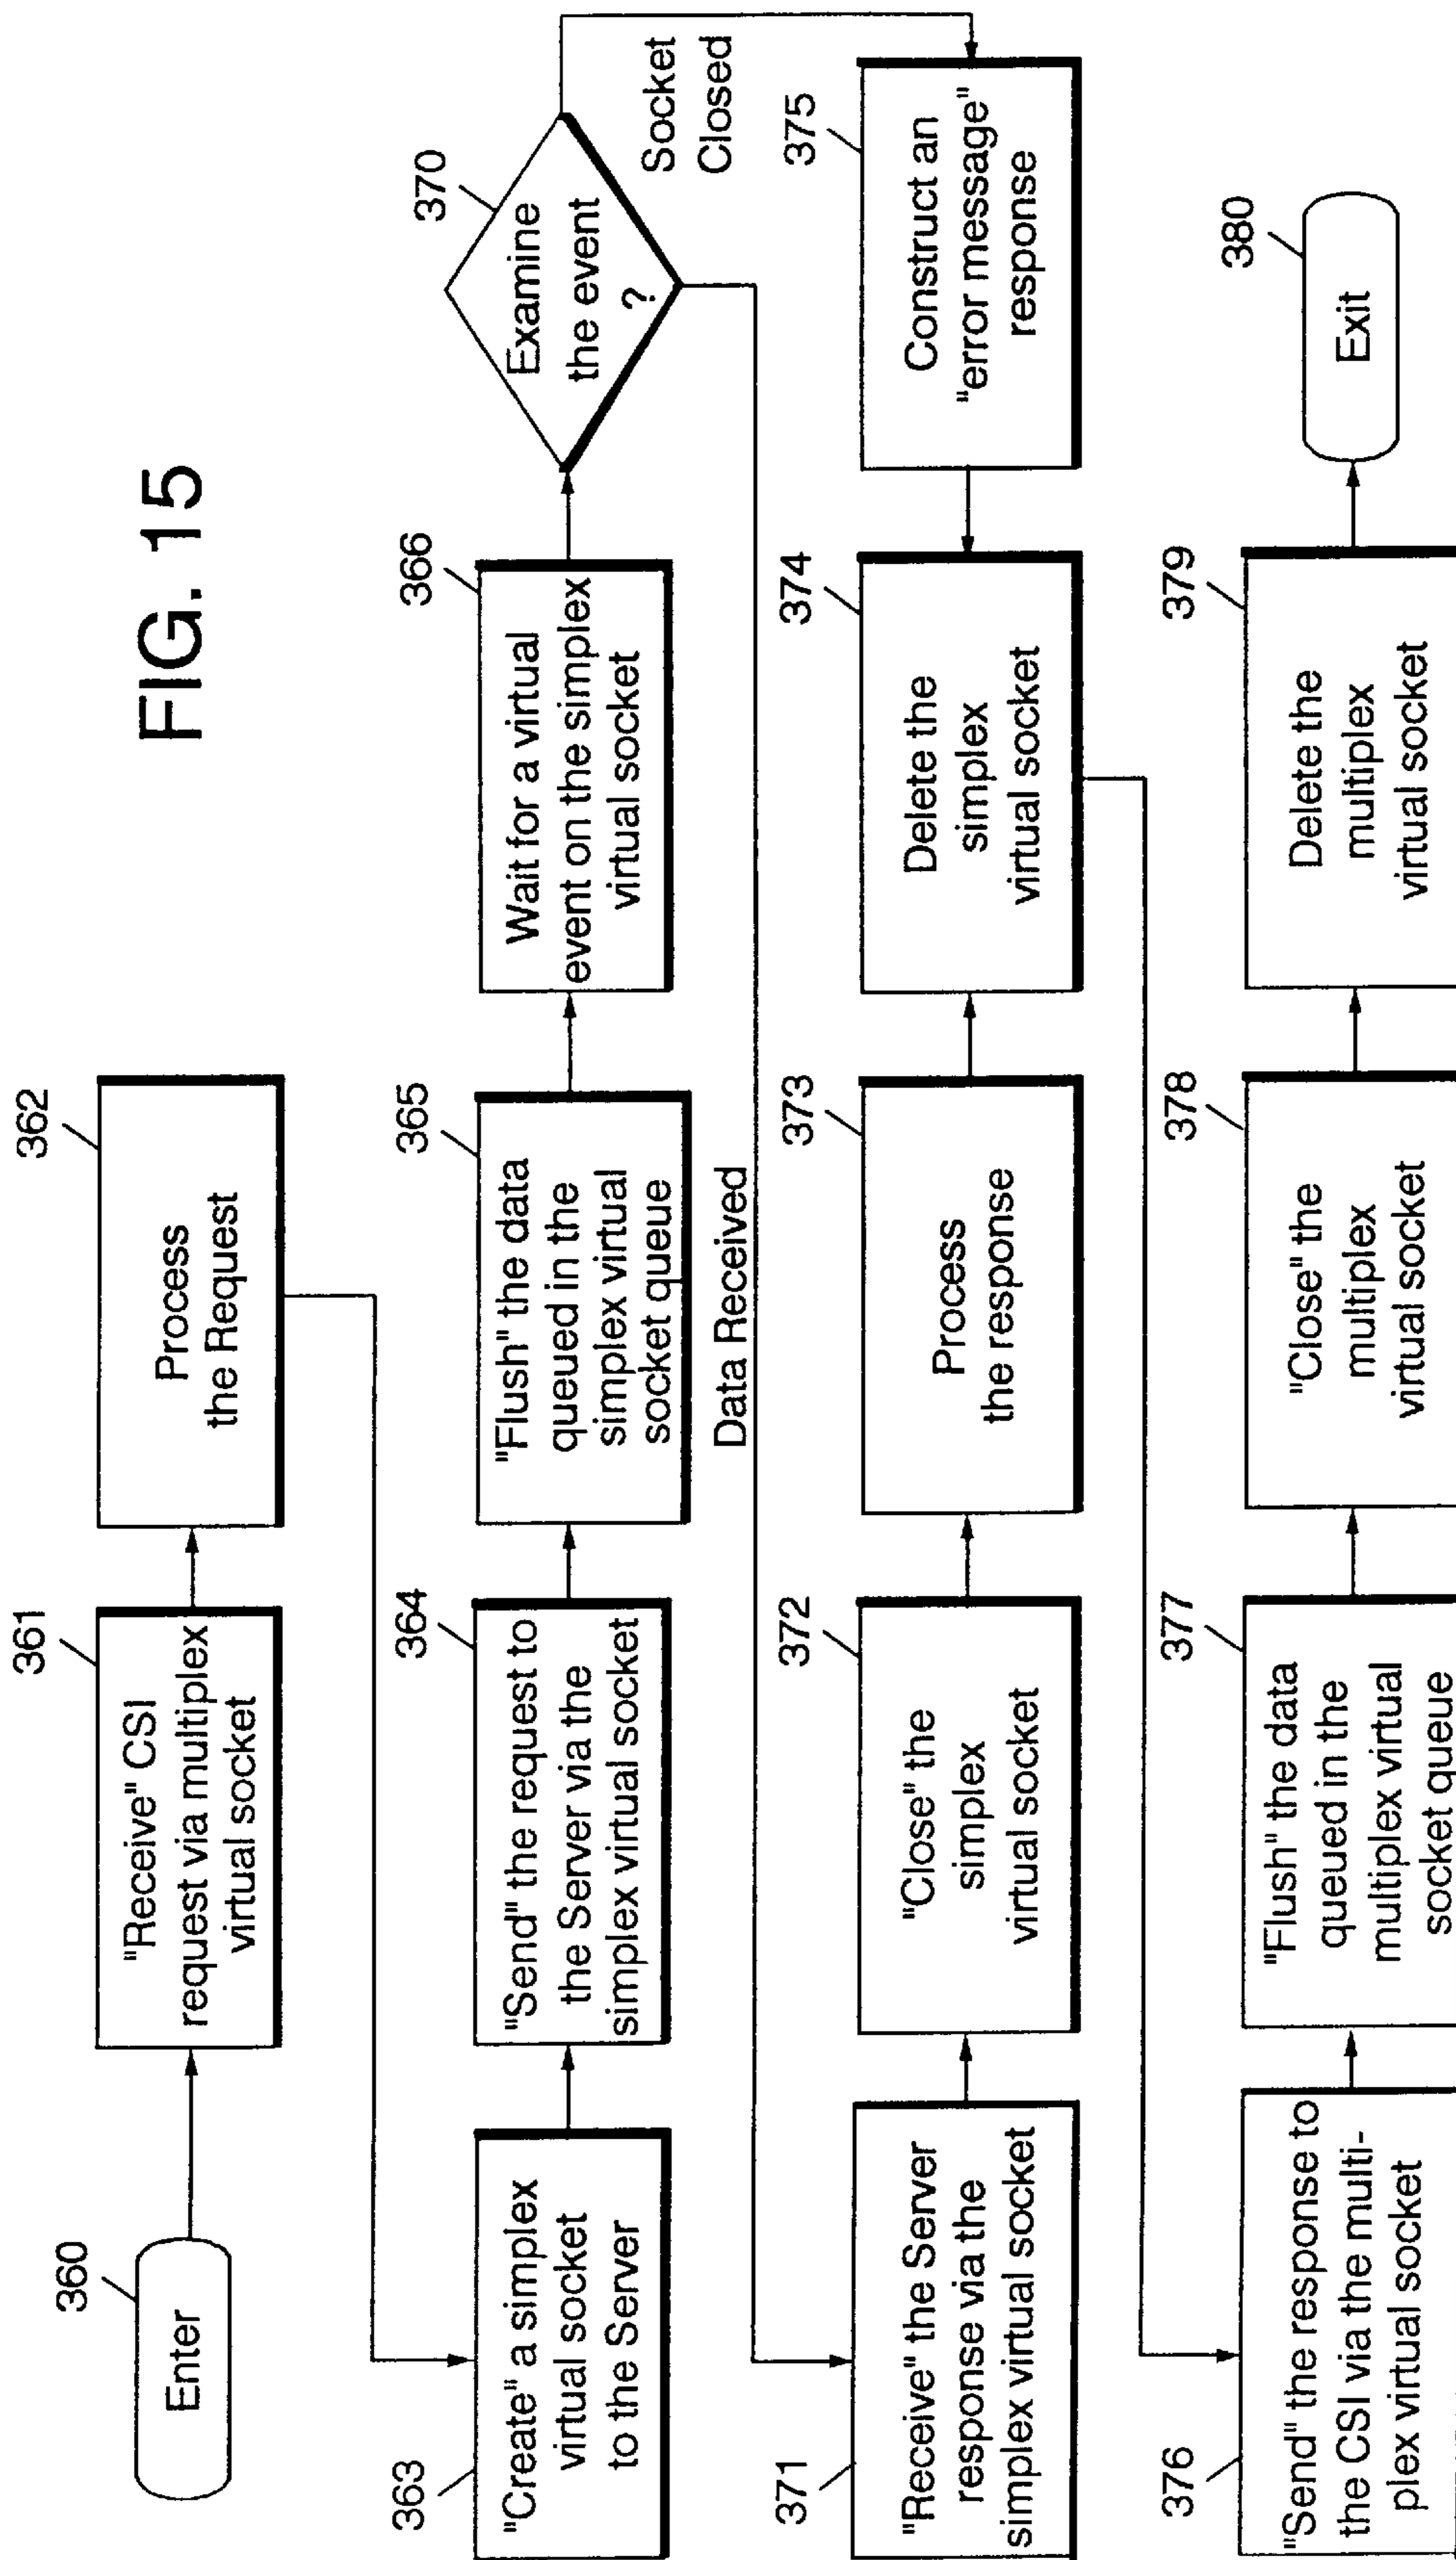 FIG. 15
360
Enter
361
"Receive" CSI
request via multiplex
virtual socket
362
Process
the Request
363
"Create" a simplex
virtual socket
to the Server
364
"Send" the request to
the Server via the
simplex virtual socket
365
"Flush" the data
queued in the
simplex virtual
socket queue
366
Wait for a virtual
event on the simplex
virtual socket
370
Examine
the event
?
Socket
Closed
Data Received
371
"Receive" the Server
response via the
simplex virtual socket
372
"Close" the
simplex
virtual socket
373
Process
the response
374
Delete the
simplex
virtual socket
375
Construct an
"error message"
response
376
"Send" the response to
the CSI via the multi-
plex virtual socket
377
"Flush" the data
queued in the
multiplex virtual
socket queue
378
"Close" the
multiplex
virtual socket
379
Delete the
multiplex
virtual socket
380
Exit